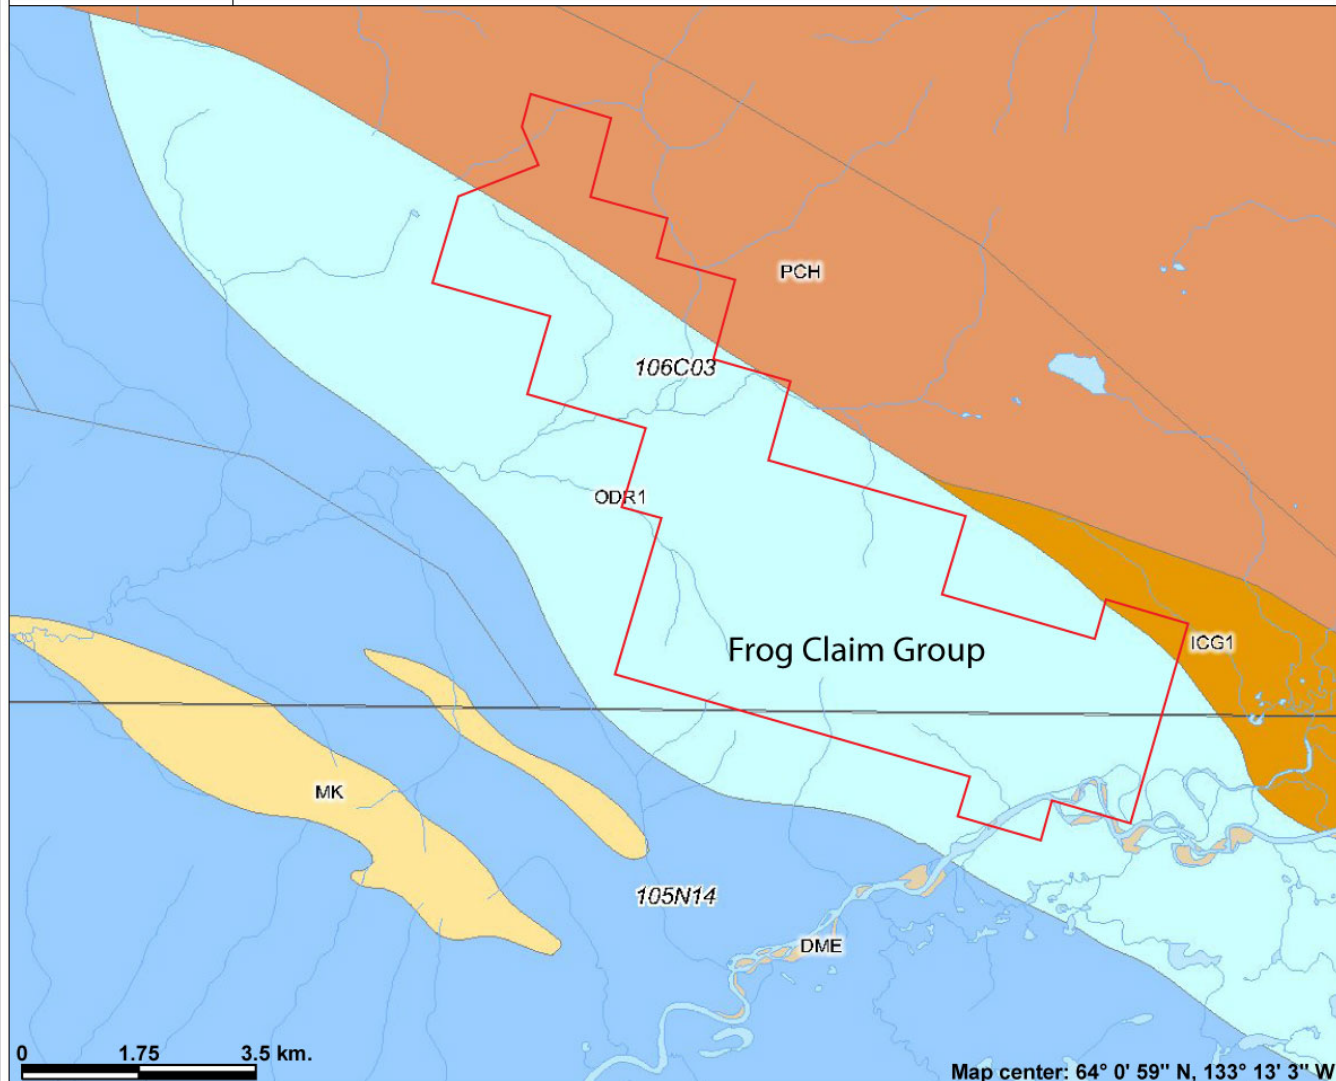 PCH
106C03
ODR1
Frog Claim Group
ICG1
MK
105N14
DME
0 1.75 3.5 km.
Map center: 64° 0' 59" N, 133° 13' 3" W